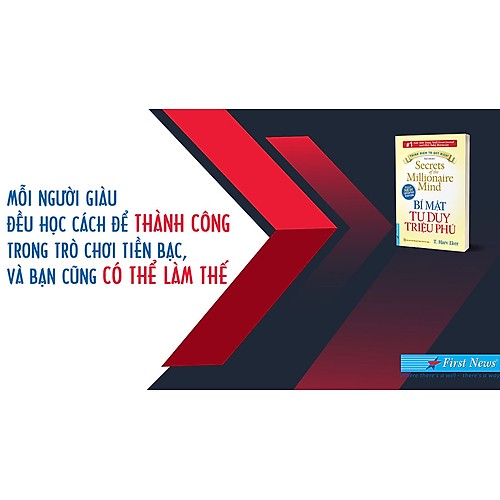 MỖI NGƯỜI GIÀU
ĐỀU HỌC CÁCH ĐỂ THÀNH CÔNG
TRONG TRÒ CHƠI TIỀN BẠC,
VÀ BẠN CŨNG CÓ THỂ LÀM THẾ
Secrets
of the
Millionaire
Mind
BÍ MẬT
TƯ DUY
TRIỆU PHÚ
T. Harv Eker
First News